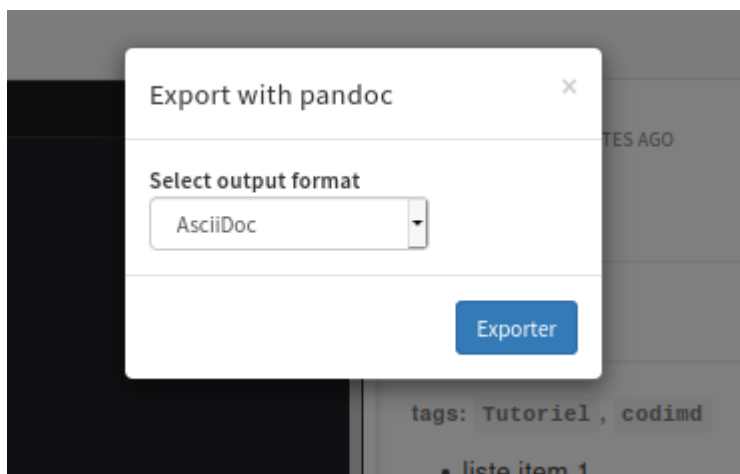 Export with pandoc
×
TES AGO
Select output format
AsciiDoc
Exporter
tags: Tutoriel , codimd
• liste item 1